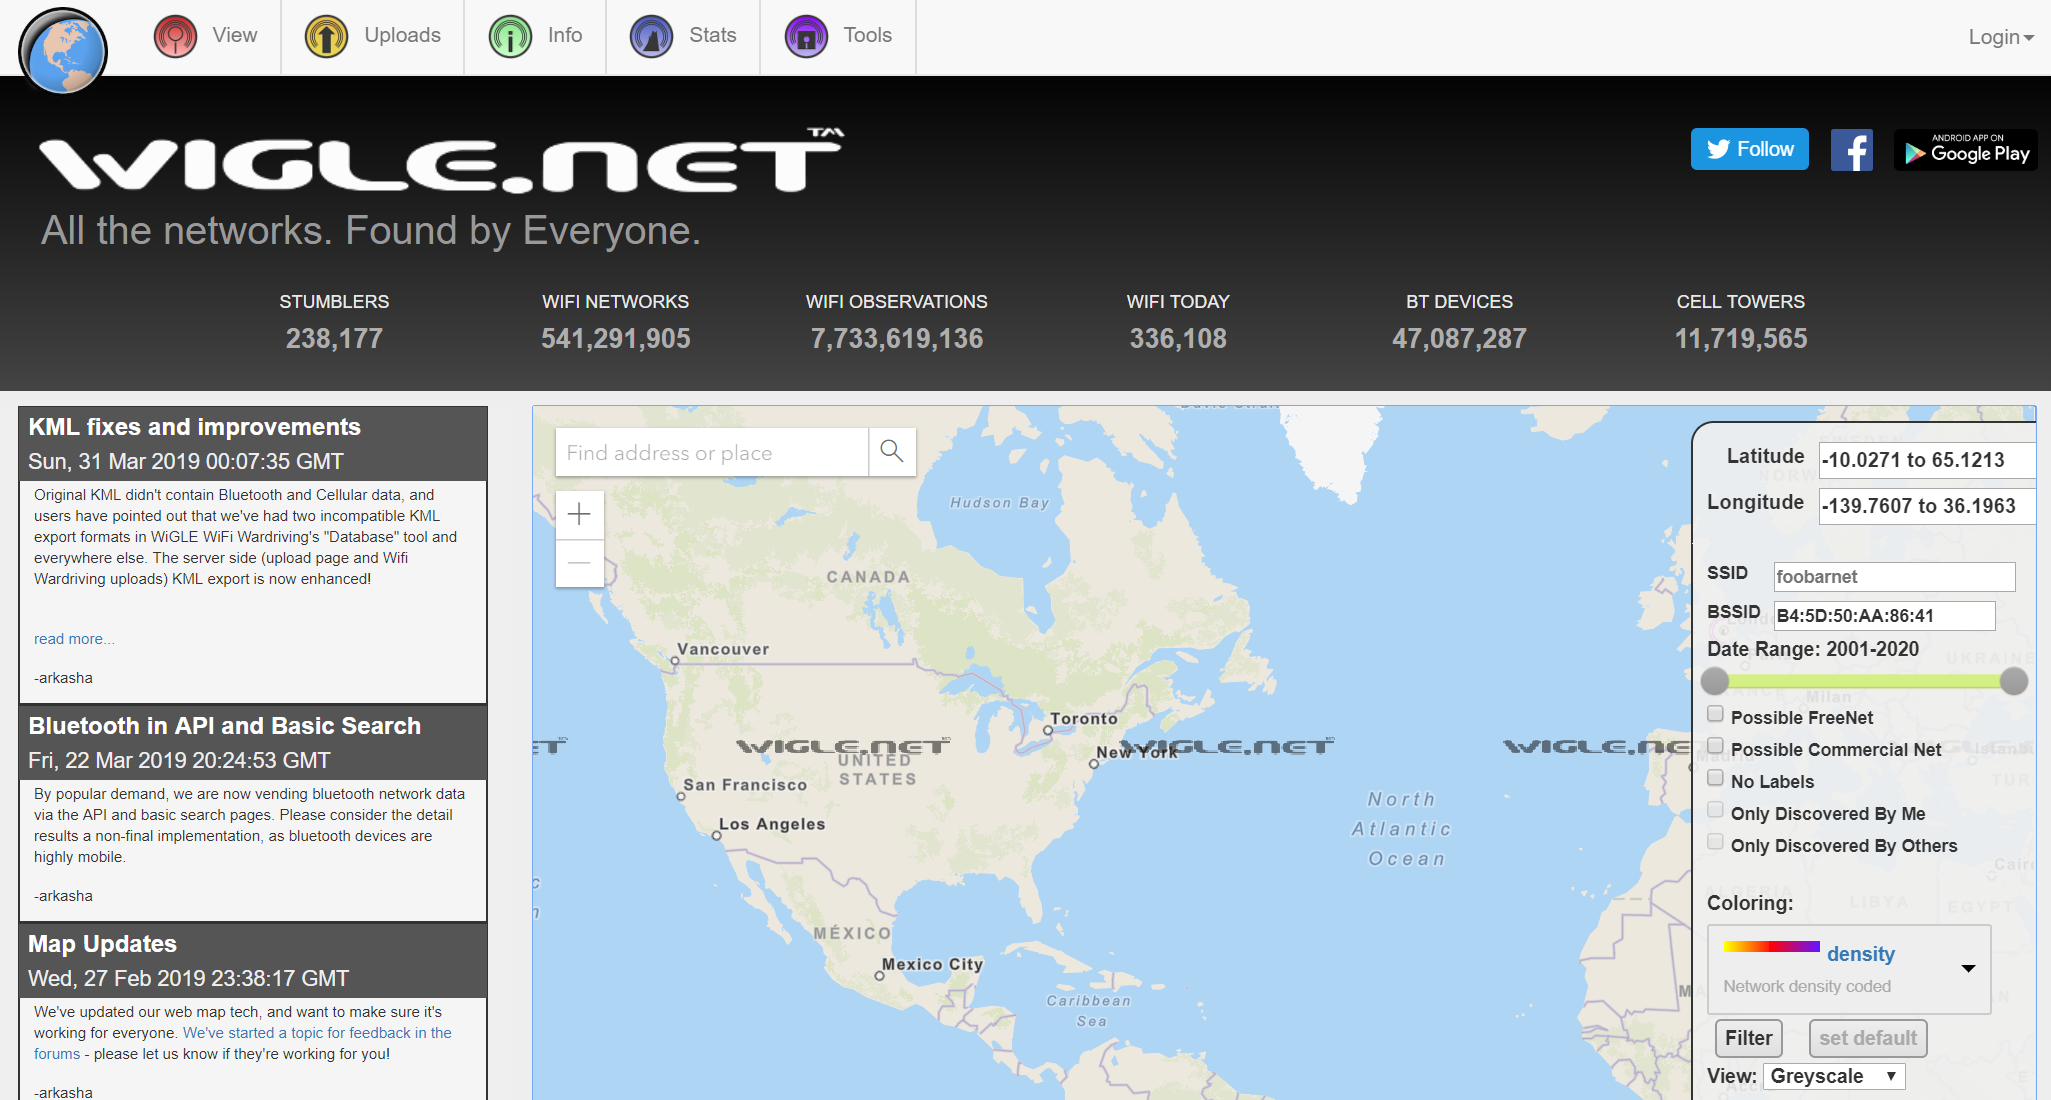 View
Uploads
Info
Stats
Tools
Login
WIGLE.NET™
All the networks. Found by Everyone.
Follow
ANDROID APP ON
Google Play
STUMBLERS
238,177
WIFI NETWORKS
541,291,905
WIFI OBSERVATIONS
7,733,619,136
WIFI TODAY
336,108
BT DEVICES
47,087,287
CELL TOWERS
11,719,565
KML fixes and improvements
Sun, 31 Mar 2019 00:07:35 GMT
Original KML didn't contain Bluetooth and Cellular data, and
users have pointed out that we've had two incompatible KML
export formats in WiGLE WiFi Wardriving's "Database" tool and
everywhere else. The server side (upload page and Wifi
Wardriving uploads) KML export is now enhanced!
read more...
-arkasha
Bluetooth in API and Basic Search
Fri, 22 Mar 2019 20:24:53 GMT
By popular demand, we are now vending bluetooth network data
via the API and basic search pages. Please consider the detail
results a non-final implementation, as bluetooth devices are
highly mobile.
-arkasha
Map Updates
Wed, 27 Feb 2019 23:38:17 GMT
We've updated our web map tech, and want to make sure it's
working for everyone. We've started a topic for feedback in the
forums - please let us know if they're working for you!
-arkasha
Find address or place
+
−
Hudson Bay
CANADA
Vancouver
Toronto
New York
WIGLE.NET™
WIGLE.NET™
UNITED
STATES
San Francisco
Los Angeles
North
Atlantic
Ocean
MÉXICO
Mexico City
Caribbean
Sea
Latitude -10.0271 to 65.1213
Longitude -139.7607 to 36.1963
SSID foobarnet
BSSID B4:5D:50:AA:86:41
Date Range: 2001-2020
Milan
Possible FreeNet
Possible Commercial Net
No Labels
Only Discovered By Me
Only Discovered By Others
ALGERIA
LIBYA
EGYPT
Coloring:
density
Network density coded
Filter
set default
View: Greyscale